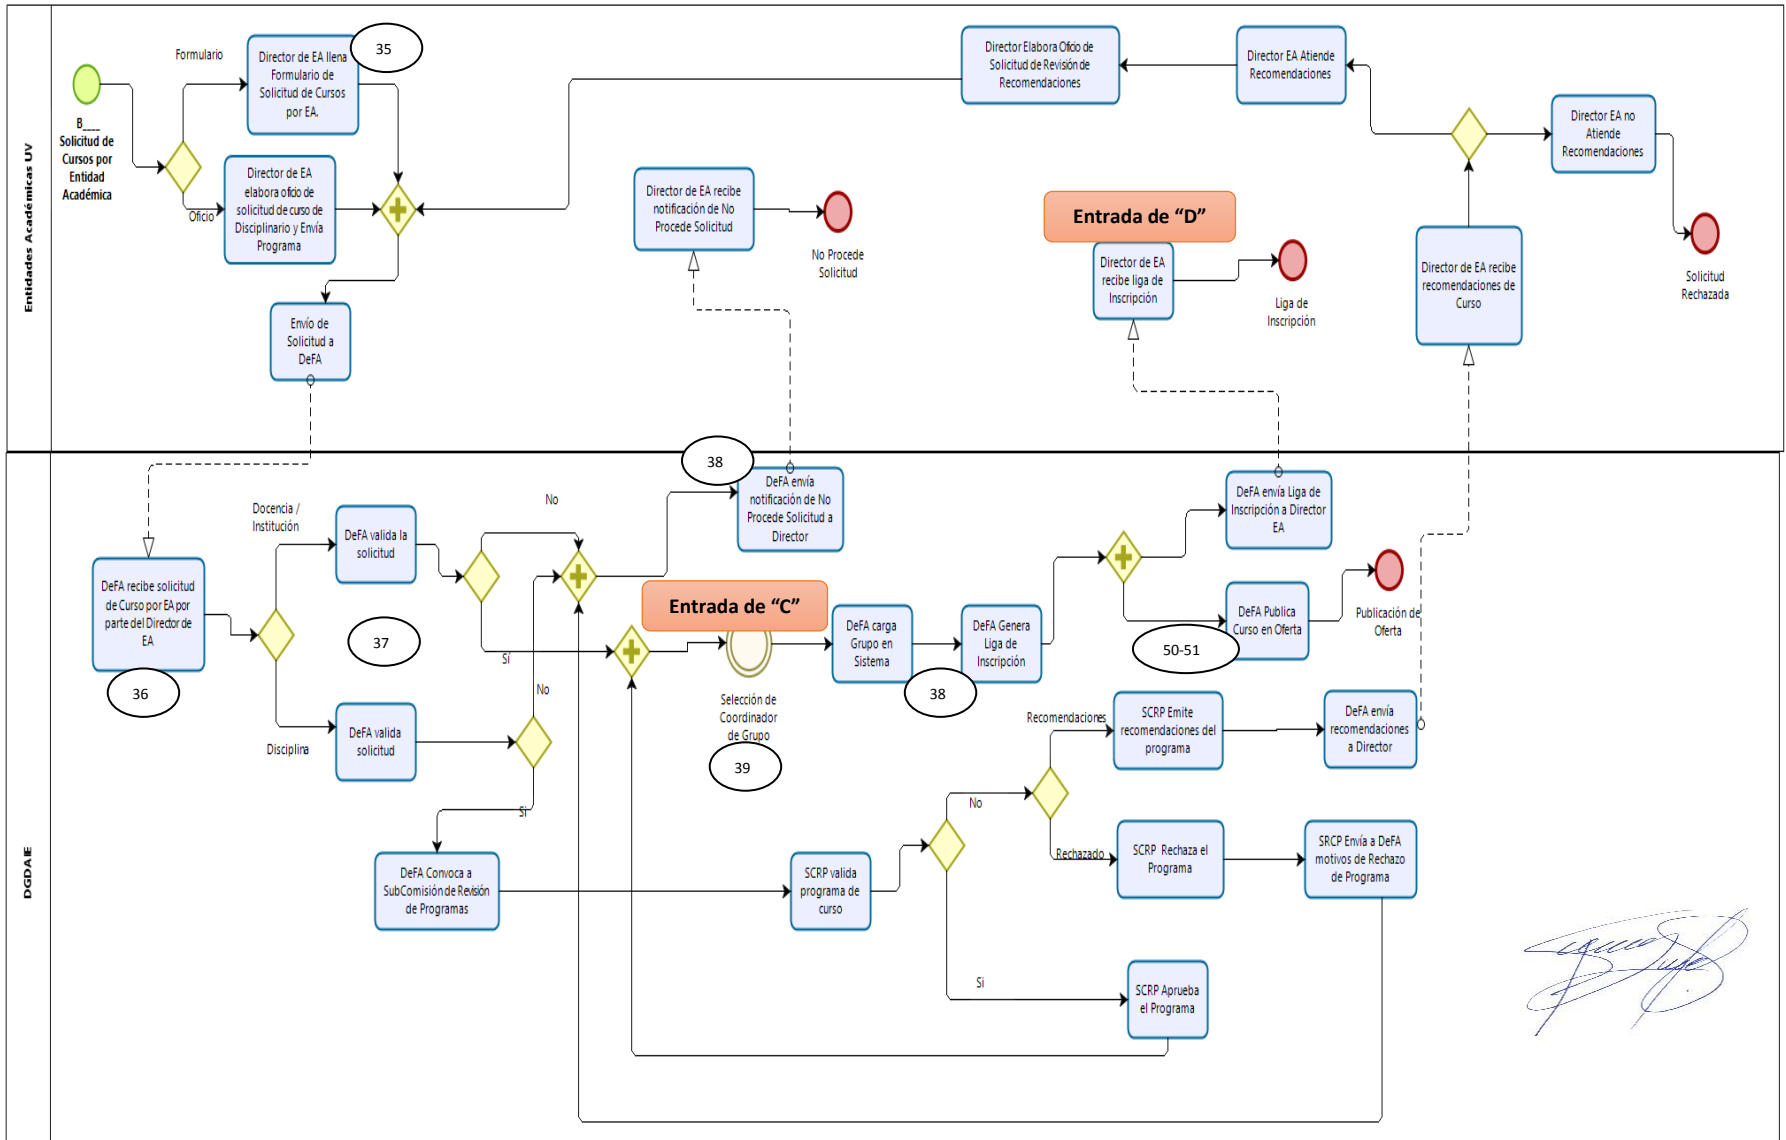 Entidades Académicas UV
B____
Solicitud de
Cursos por
Entidad
Académica
Formulario
Oficio
Director de EA llena
Formulario de
Solicitud de Cursos
por EA.
35
Director de EA
elabora oficio de
solicitud de curso de
Disciplinario y Envía
Programa
Envío de
Solicitud a
DeFA
Director de EA recibe
notificación de No
Procede Solicitud
No Procede
Solicitud
Director Elabora Oficio de
Solicitud de Revisión de
Recomendaciones
Director EA Atiende
Recomendaciones
Director EA no
Atiende
Recomendaciones
Entrada de “D”
Director de EA
recibe liga de
Inscripción
Liga de
Inscripción
Director de EA recibe
recomendaciones de
Curso
Solicitud
Rechazada
DGDAIE
DeFA recibe solicitud
de Curso por EA por
parte del Director de
EA
36
Docencia /
Institución
Disciplina
DeFA valida la
solicitud
37
DeFA valida
solicitud
No
Sí
No
Si
38
DeFA envía
notificación de No
Procede Solicitud a
Director
Entrada de “C”
Selección de
Coordinador
de Grupo
39
DeFA carga
Grupo en
Sistema
38
DeFA Genera
Liga de
Inscripción
DeFA envía Liga de
Inscripción a Director
EA
DeFA Publica
Curso en Oferta
50-51
Publicación de
Oferta
DeFA Convoca a
SubComisión de Revisión
de Programas
SCRP valida
programa de
curso
No
Si
Recomendaciones
Rechazado
SCRP Emite
recomendaciones del
programa
DeFA envía
recomendaciones
a Director
SCRP Rechaza el
Programa
SRCP Envía a DeFA
motivos de Rechazo
de Programa
SCRP Aprueba
el Programa